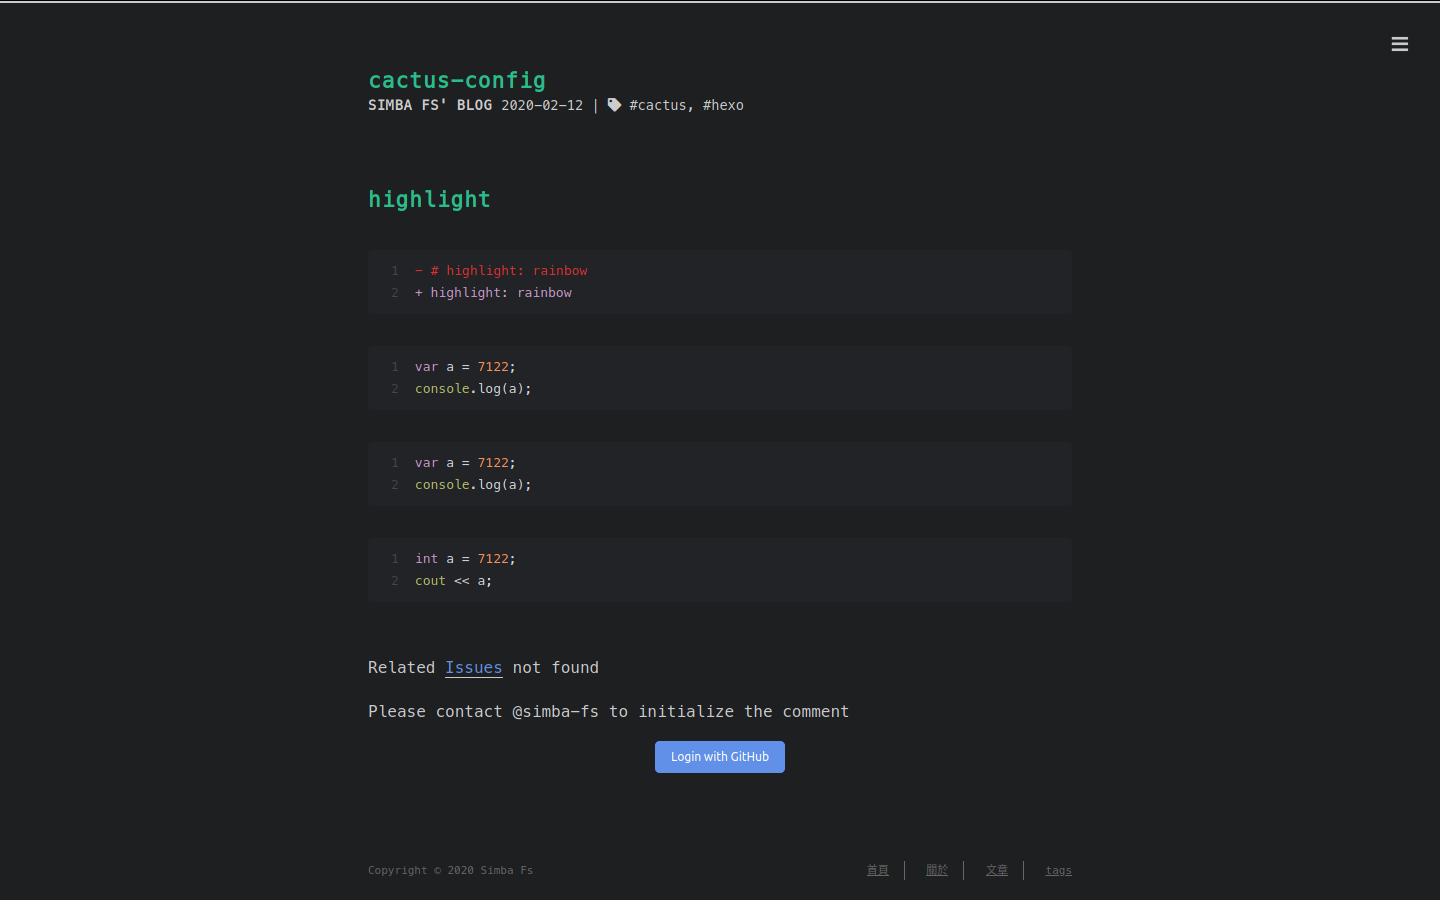 cactus-config
SIMBA FS' BLOG 2020-02-12 | #cactus, #hexo
highlight
1 - # highlight: rainbow
2 + highlight: rainbow
1 var a = 7122;
2 console.log(a);
1 var a = 7122;
2 console.log(a);
1 int a = 7122;
2 cout << a;
Related Issues not found
Please contact @simba-fs to initialize the comment
Login with GitHub
Copyright © 2020 Simba Fs 首頁 關於 文章 tags